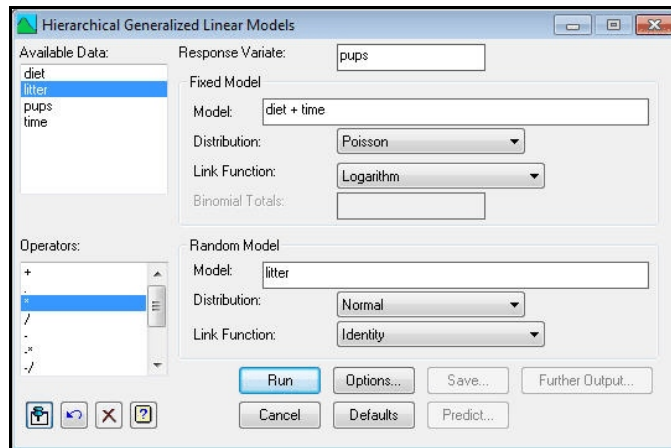 Hierarchical Generalized Linear Models
Available Data:
diet
litter
pups
time
Response Variate:
pups
Fixed Model
Model:
diet + time
Distribution:
Poisson
Link Function:
Logarithm
Binomial Totals:
Operators:
+
.
*
/
-
-*
-/
Random Model
Model:
litter
Distribution:
Normal
Link Function:
Identity
Run
Options...
Save...
Further Output...
Cancel
Defaults
Predict...
?